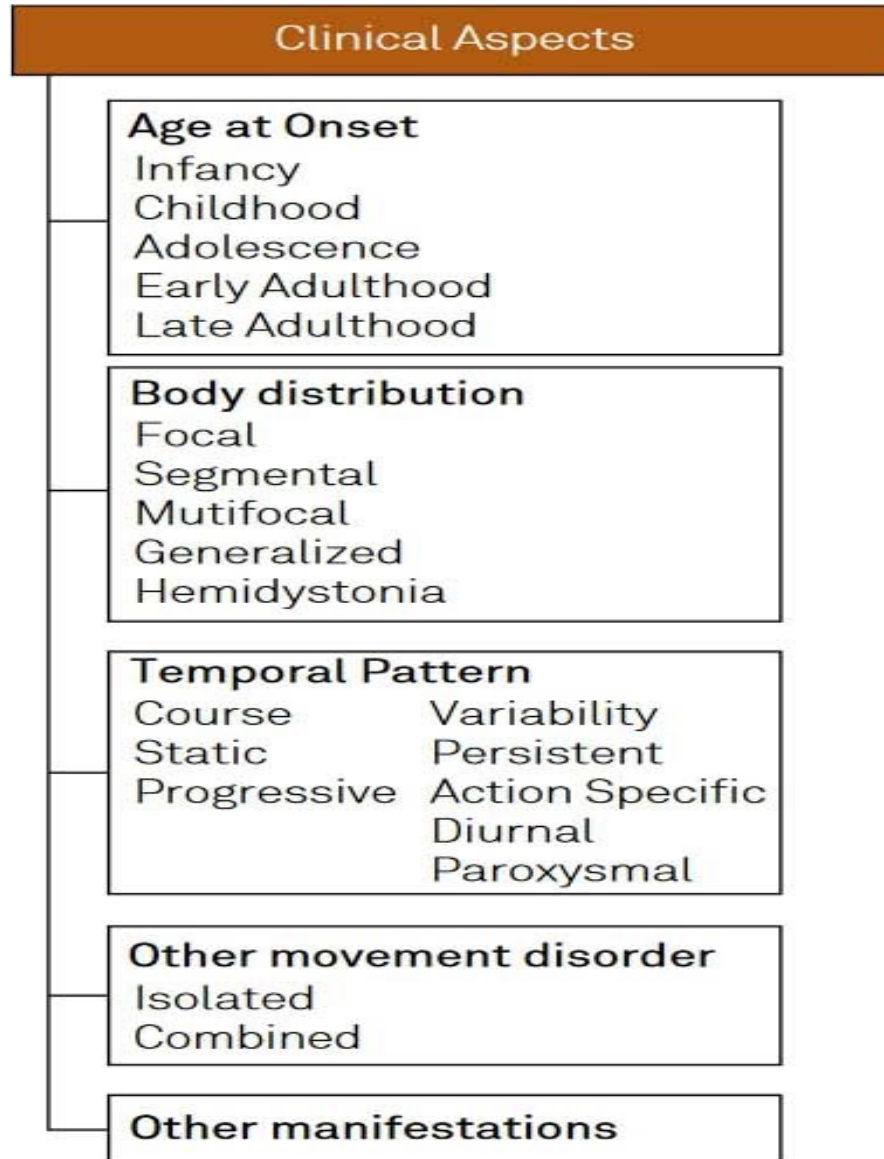 Clinical Aspects
Age at Onset
Infancy
Childhood
Adolescence
Early Adulthood
Late Adulthood
Body distribution
Focal
Segmental
Mutifocal
Generalized
Hemidystonia
Temporal Pattern
Course Variability
Static Persistent
Progressive Action Specific
Diurnal
Paroxysmal
Other movement disorder
Isolated
Combined
Other manifestations